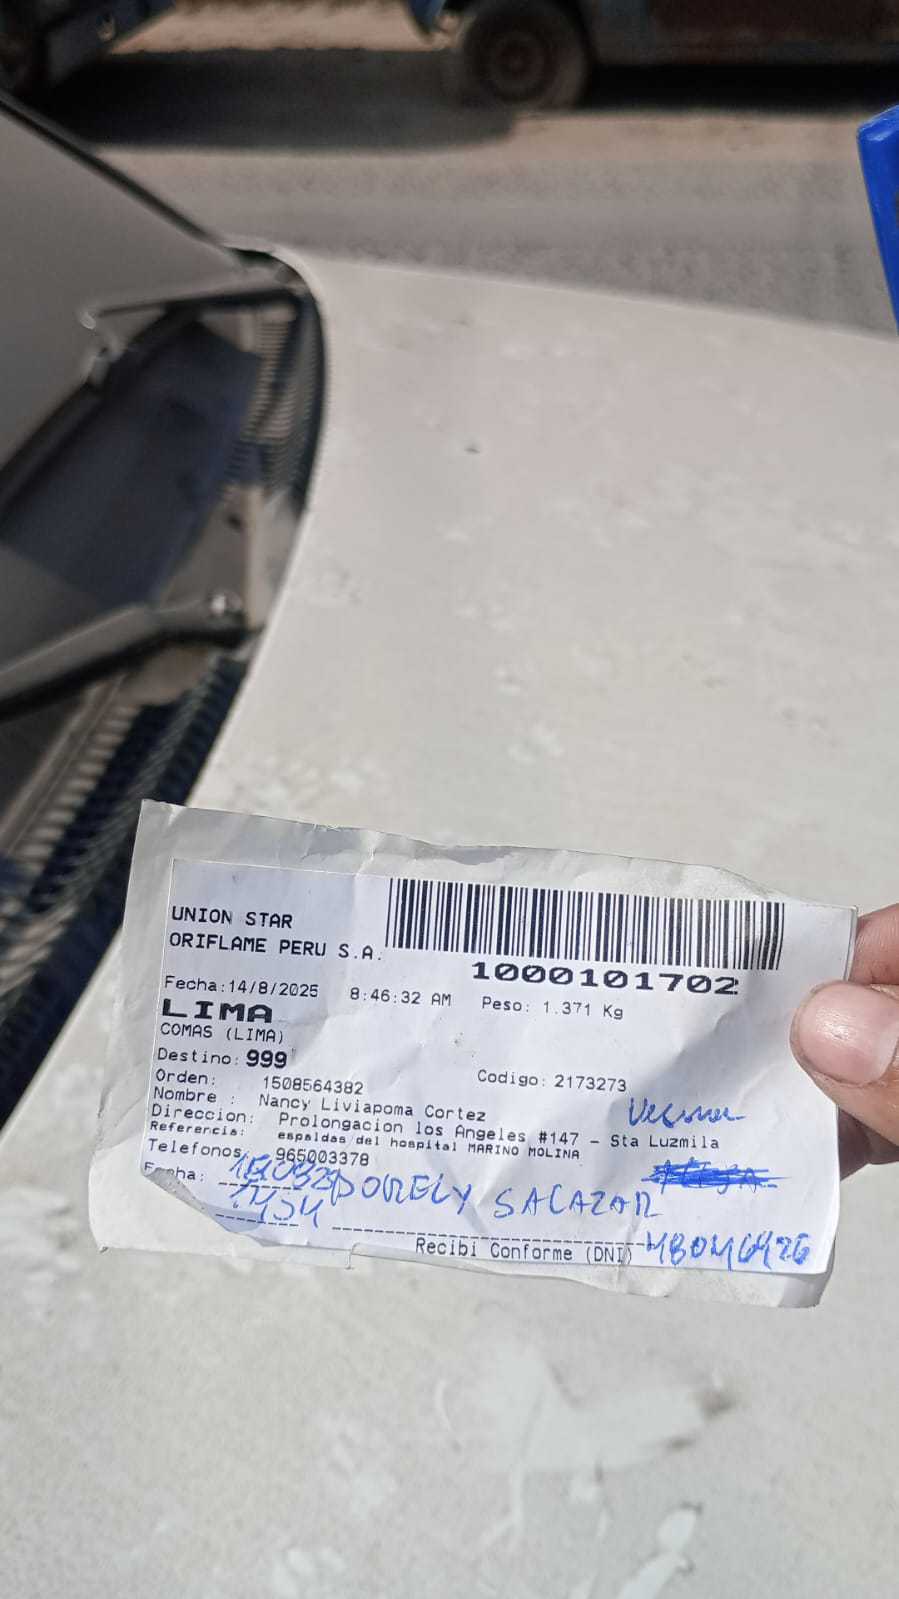 UNION STAR
ORIFLAME PERU S.A.
1000101702
Fecha:14/8/2025 8:46:32 AM Peso: 1.371 Kg
LIMA
COMAS (LIMA)
Destino: 999
Orden: 1508564382 Codigo: 2173273
Nombre : Nancy Liviapoma Cortez
Direccion: Prolongacion los Angeles #147 - Sta Luzmila
Referencia: espaldas del hospital MARINO MOLINA
Telefonos: 965003378
Fecha:
DORELY SALAZAR
Recibi Conforme (DNI)